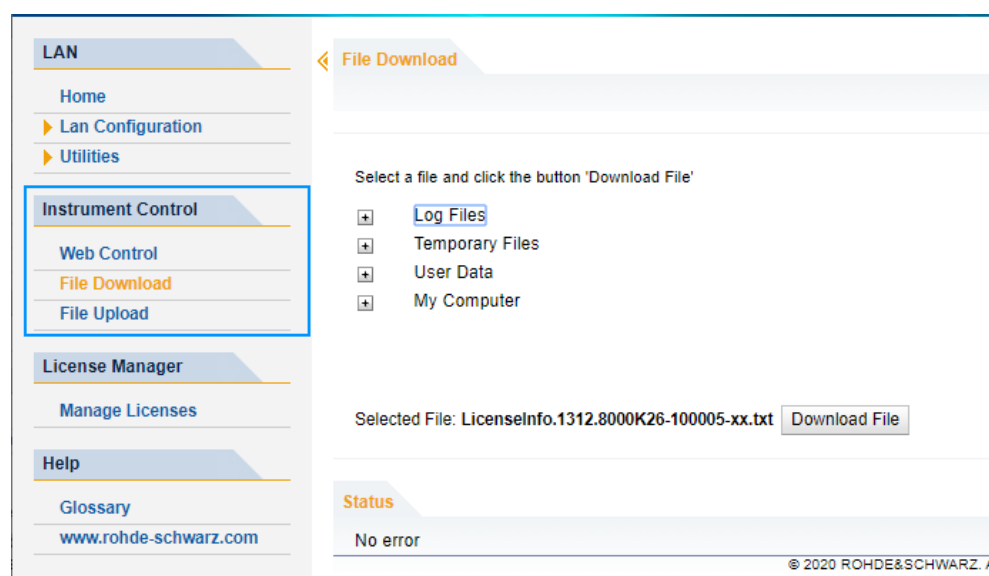 LAN
Home
Lan Configuration
Utilities
Instrument Control
Web Control
File Download
File Upload
License Manager
Manage Licenses
Help
Glossary
www.rohde-schwarz.com
File Download
Select a file and click the button 'Download File'
Log Files
Temporary Files
User Data
My Computer
Selected File: LicenseInfo.1312.8000K26-100005-xx.txt Download File
Status
No error
© 2020 ROHDE&SCHWARZ.